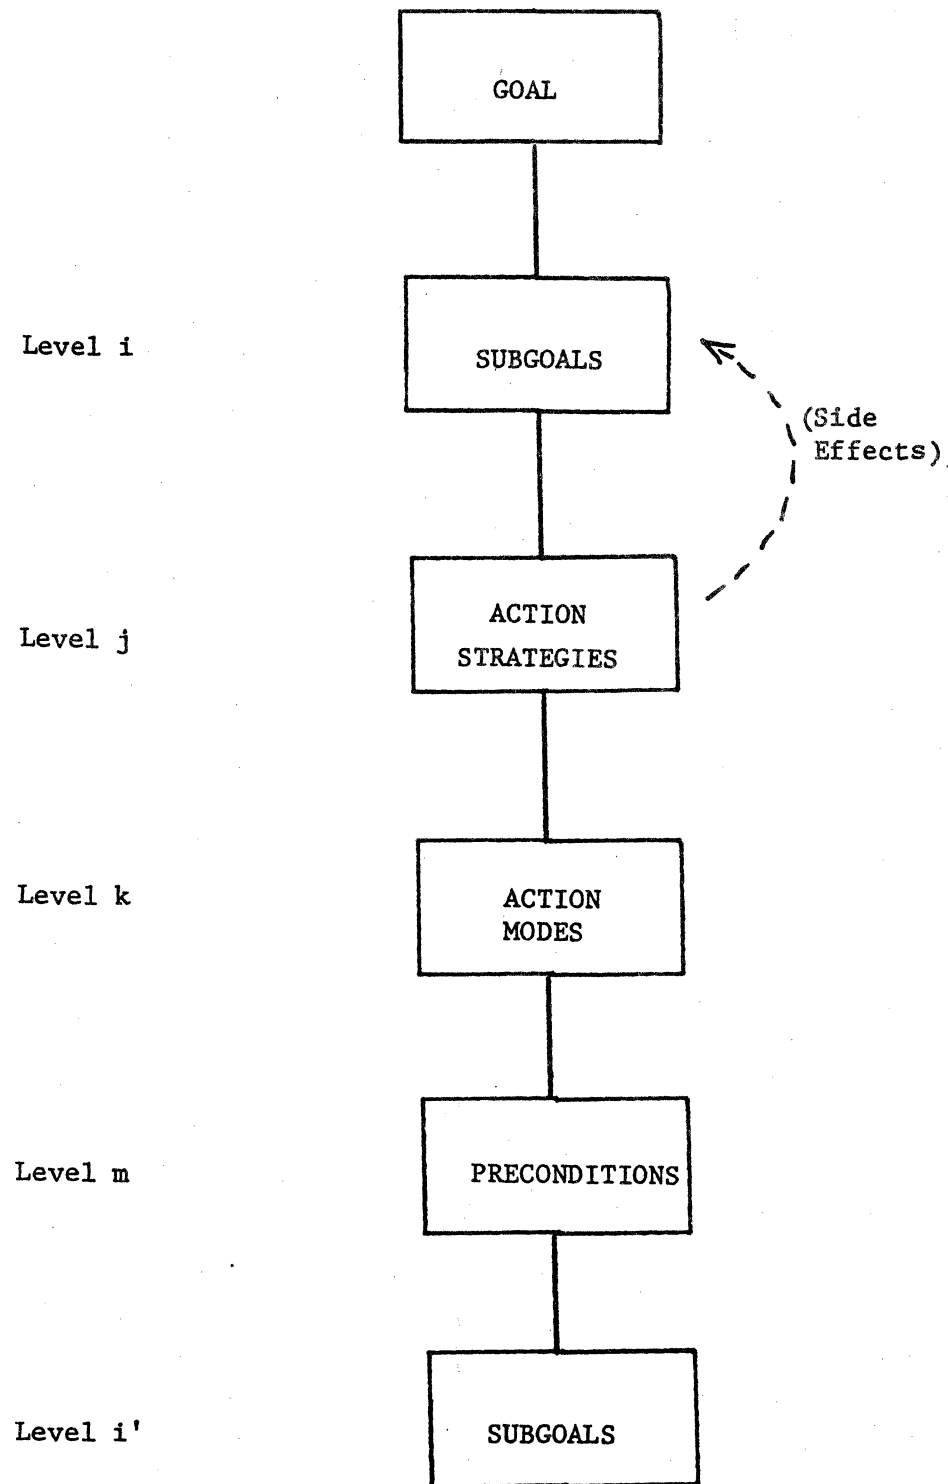 GOAL
Level i
SUBGOALS
(Side
Effects)
Level j
ACTION
STRATEGIES
Level k
ACTION
MODES
Level m
PRECONDITIONS
Level i'
SUBGOALS